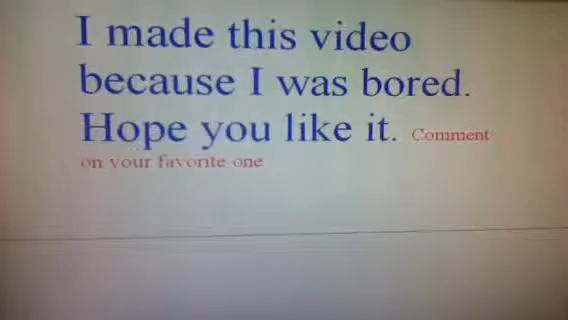 I made this video
because I was bored.
Hope you like it. Comment
on your favorite one